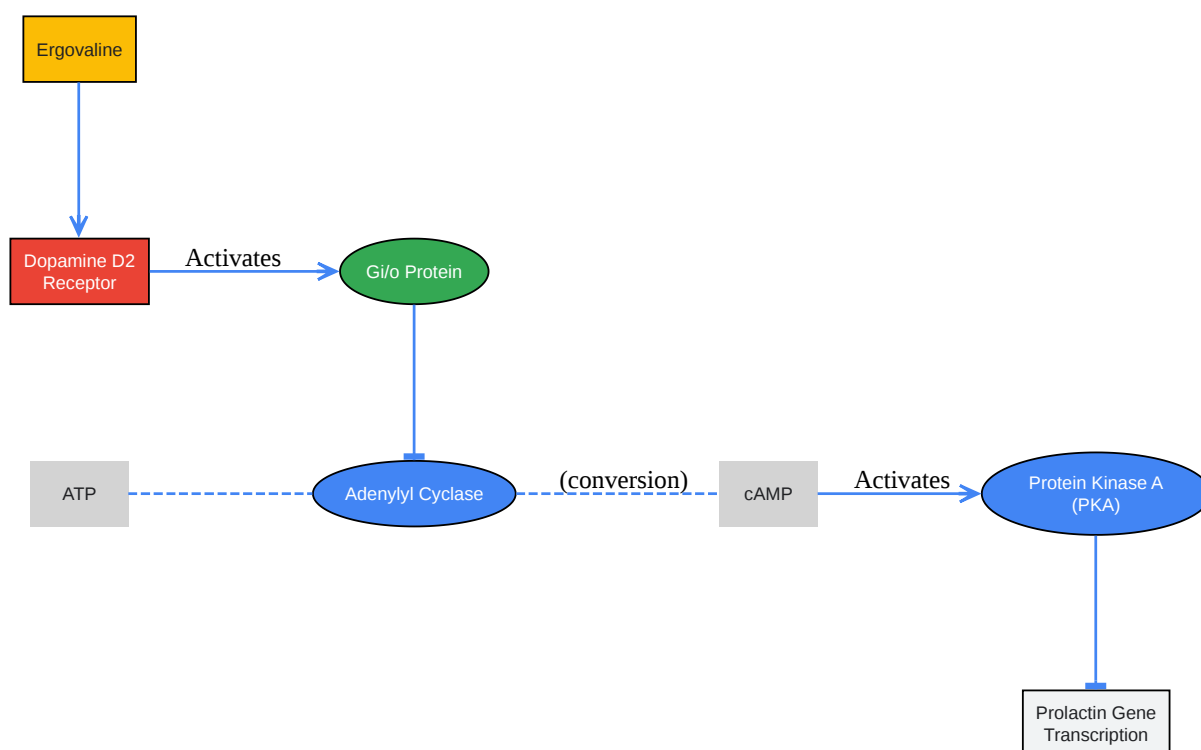 Ergovaline
Dopamine D2
Receptor
Activates
Gi/o Protein
ATP
Adenylyl Cyclase
(conversion)
cAMP
Activates
Protein Kinase A
(PKA)
Prolactin Gene
Transcription